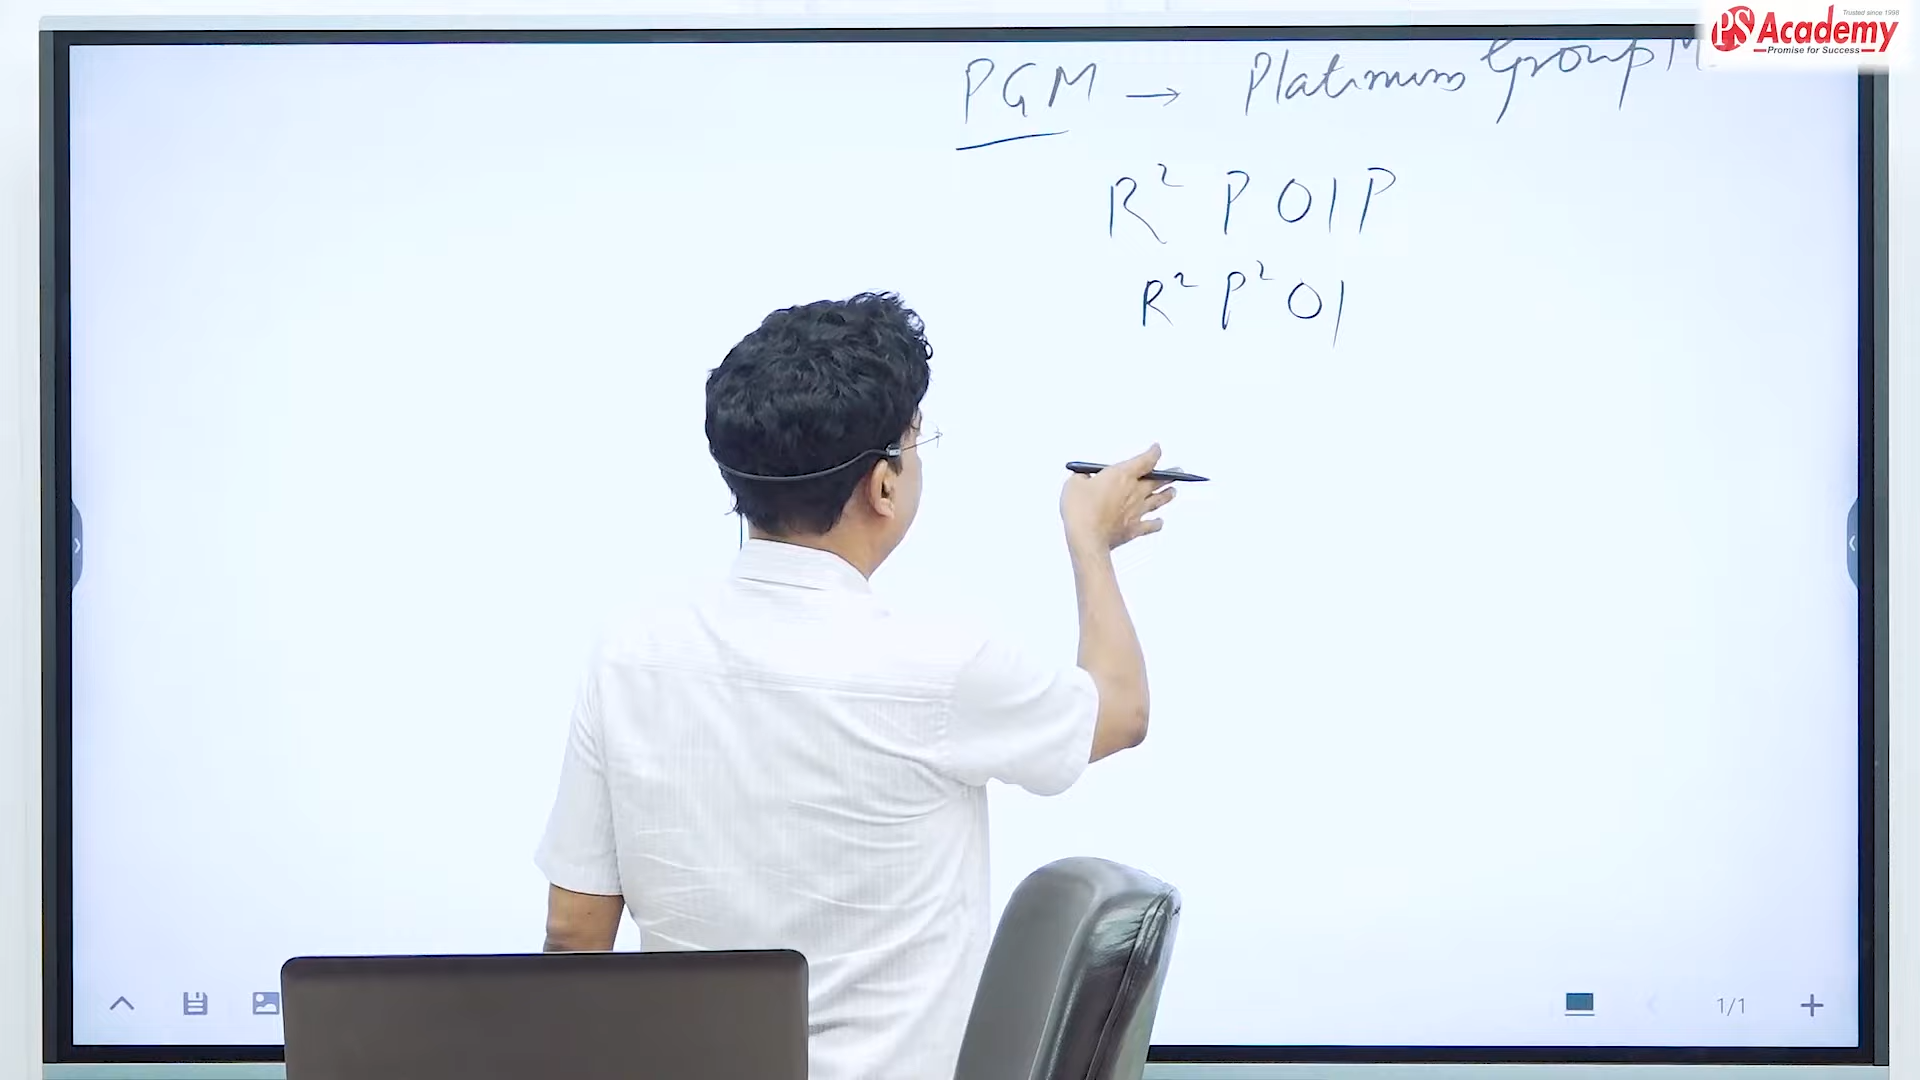 Trusted since 1998
PS Academy
Promise for Success
PGM → Platinum Group M
R² P O I P
R² P² O I
1/1